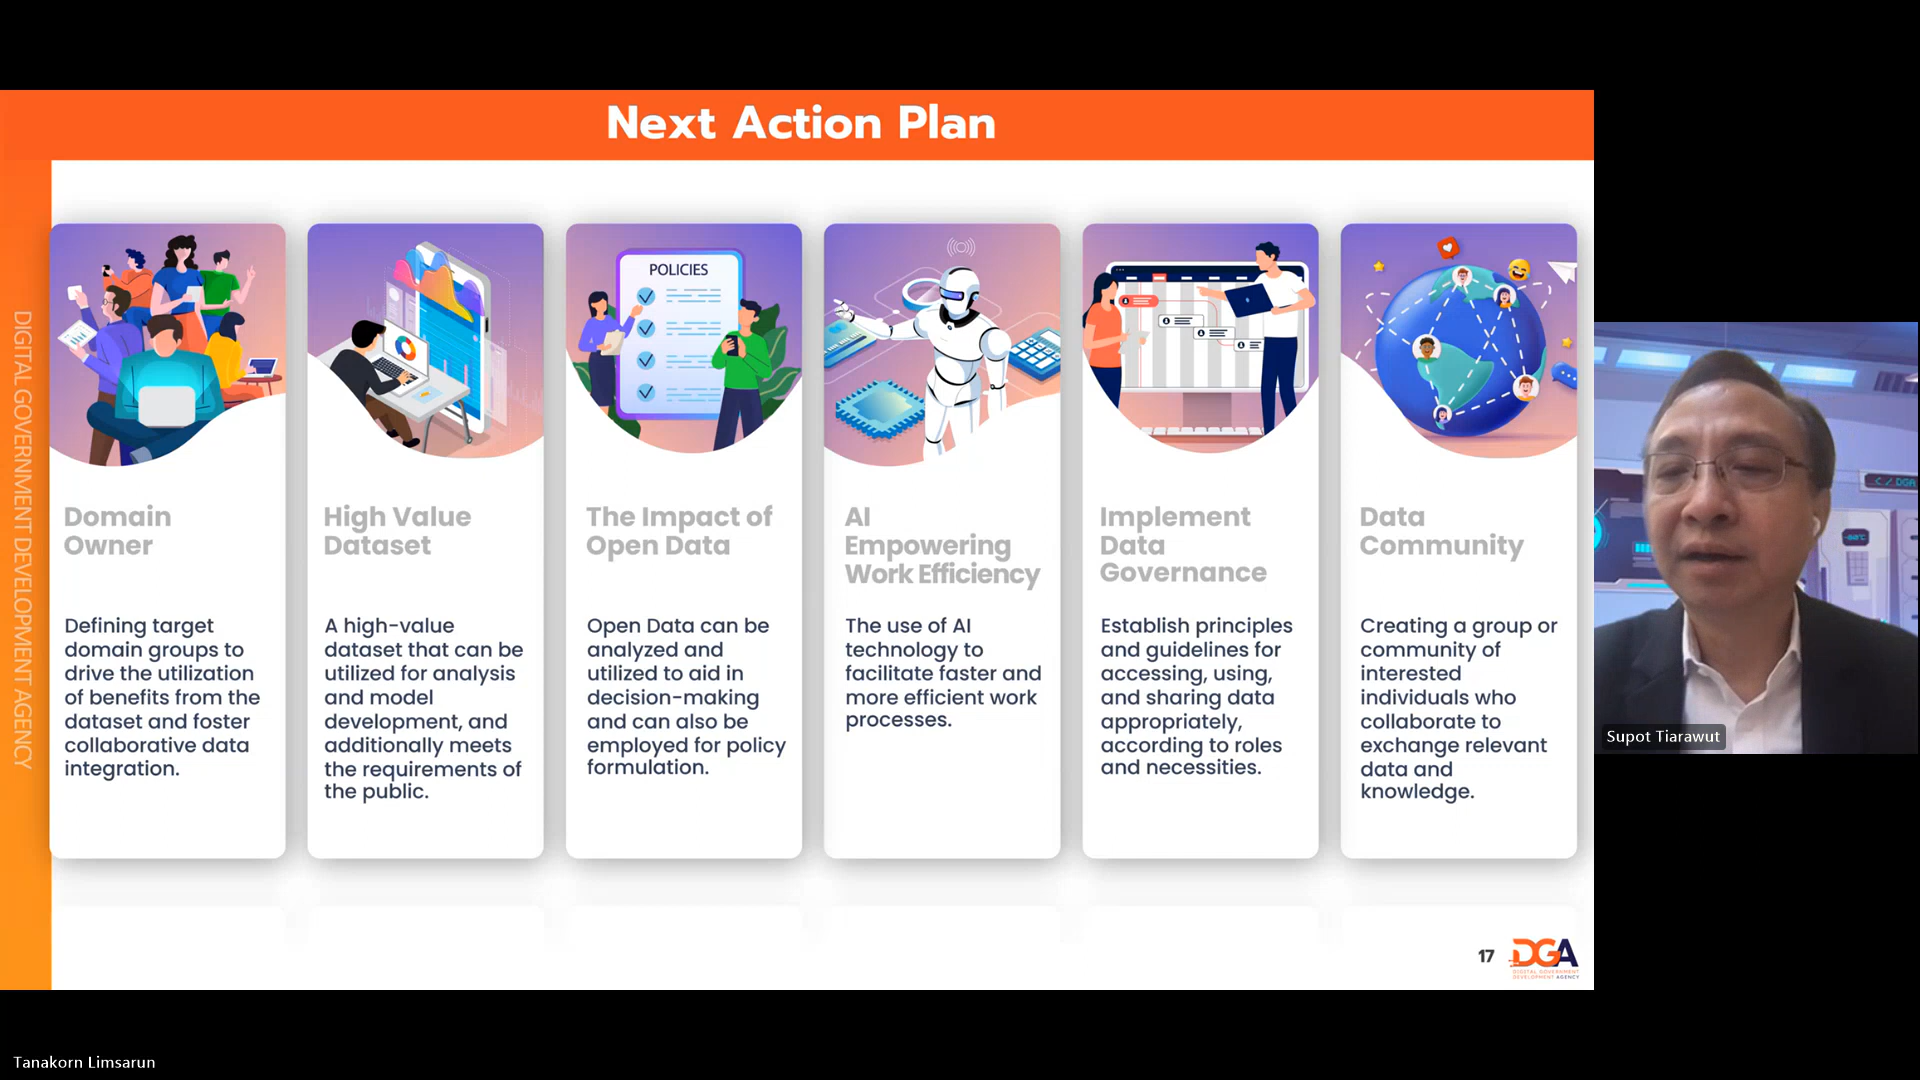 Next Action Plan
DIGITAL GOVERNMENT DEVELOPMENT AGENCY
Domain
Owner
Defining target
domain groups to
drive the utilization
of benefits from the
dataset and foster
collaborative data
integration.
High Value
Dataset
A high-value
dataset that can be
utilized for analysis
and model
development, and
additionally meets
the requirements of
the public.
POLICIES
The Impact of
Open Data
Open Data can be
analyzed and
utilized to aid in
decision-making
and can also be
employed for policy
formulation.
AI
Empowering
Work Efficiency
The use of AI
technology to
facilitate faster and
more efficient work
processes.
Implement
Data
Governance
Establish principles
and guidelines for
accessing, using,
and sharing data
appropriately,
according to roles
and necessities.
Data
Community
Creating a group or
community of
interested
individuals who
collaborate to
exchange relevant
data and
knowledge.
17
DGA
DIGITAL GOVERNMENT
DEVELOPMENT AGENCY
Supot Tiarawut
Tanakorn Limsarun